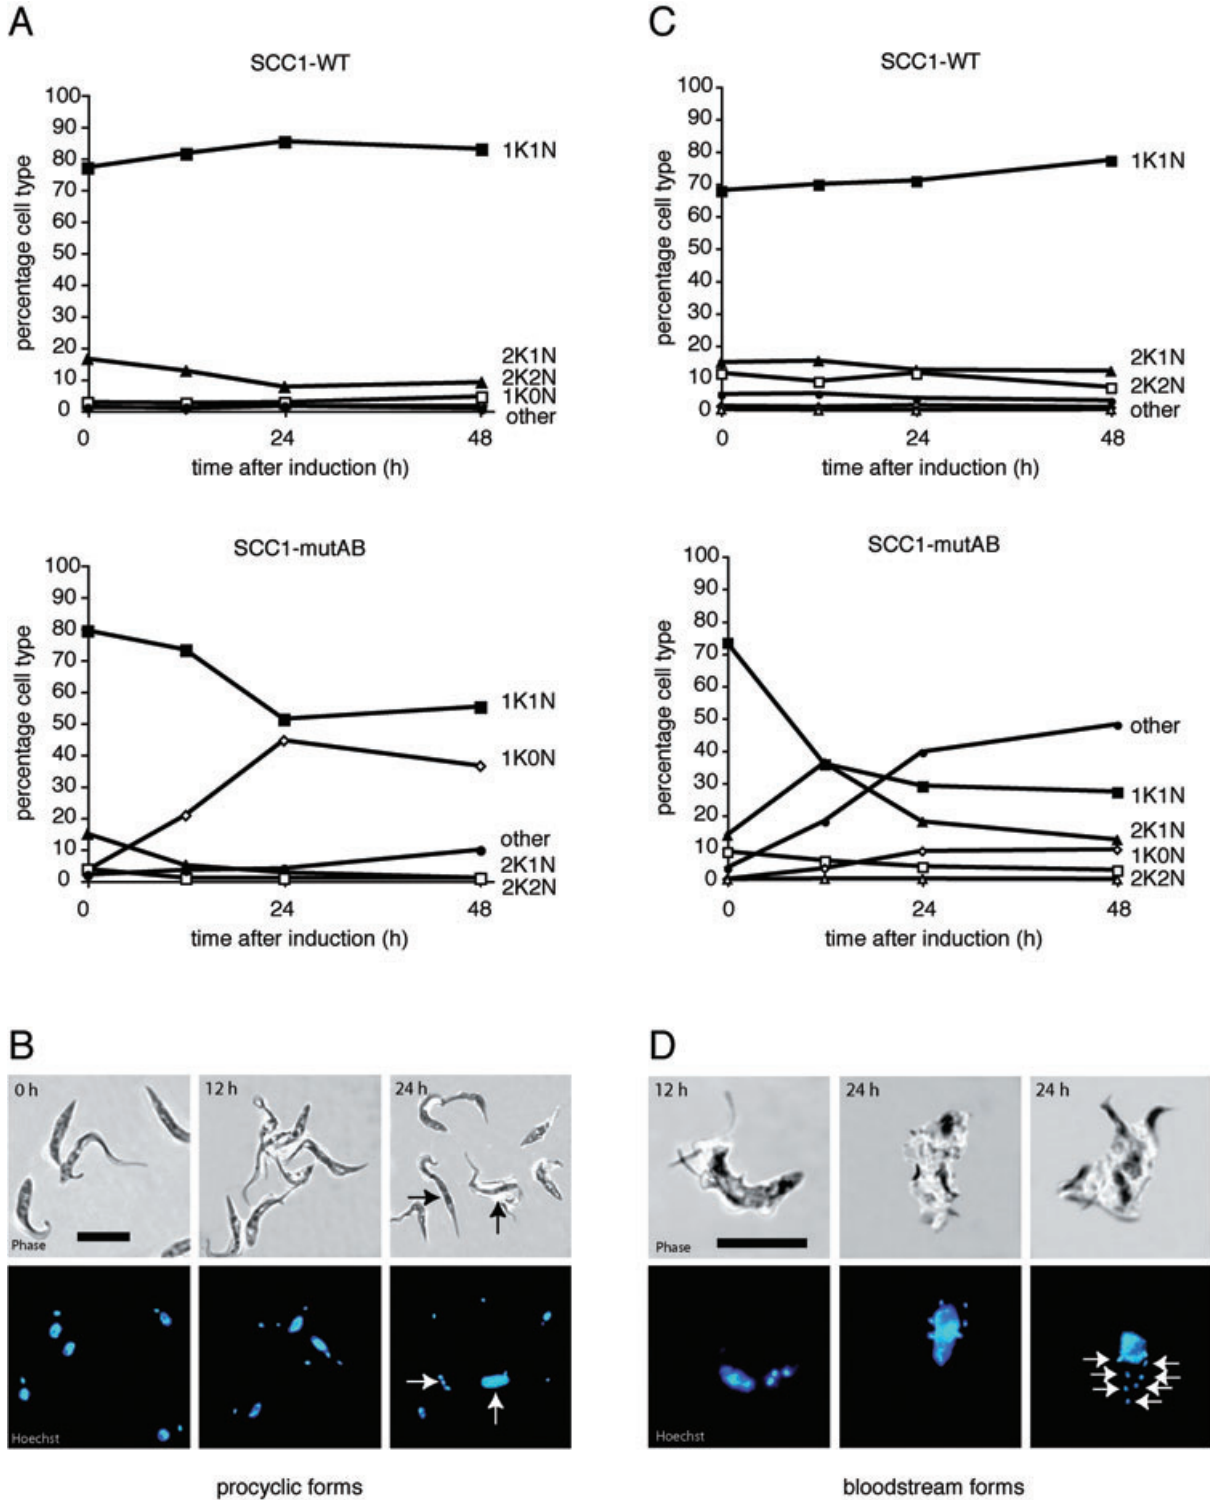 A
SCC1-WT
percentage cell type
100
90
80
70
60
50
40
30
20
10
0
1K1N
2K1N
2K2N
1K0N
other
0
24
48
time after induction (h)
SCC1-mutAB
percentage cell type
100
90
80
70
60
50
40
30
20
10
0
1K1N
1K0N
other
2K1N
2K2N
0
24
48
time after induction (h)
B
0 h
12 h
24 h
Phase
Hoechst
procyclic forms
C
SCC1-WT
percentage cell type
100
90
80
70
60
50
40
30
20
10
0
1K1N
2K1N
2K2N
other
0
24
48
time after induction (h)
SCC1-mutAB
percentage cell type
100
90
80
70
60
50
40
30
20
10
0
other
1K1N
2K1N
1K0N
2K2N
0
24
48
time after induction (h)
D
12 h
24 h
24 h
Phase
Hoechst
bloodstream forms